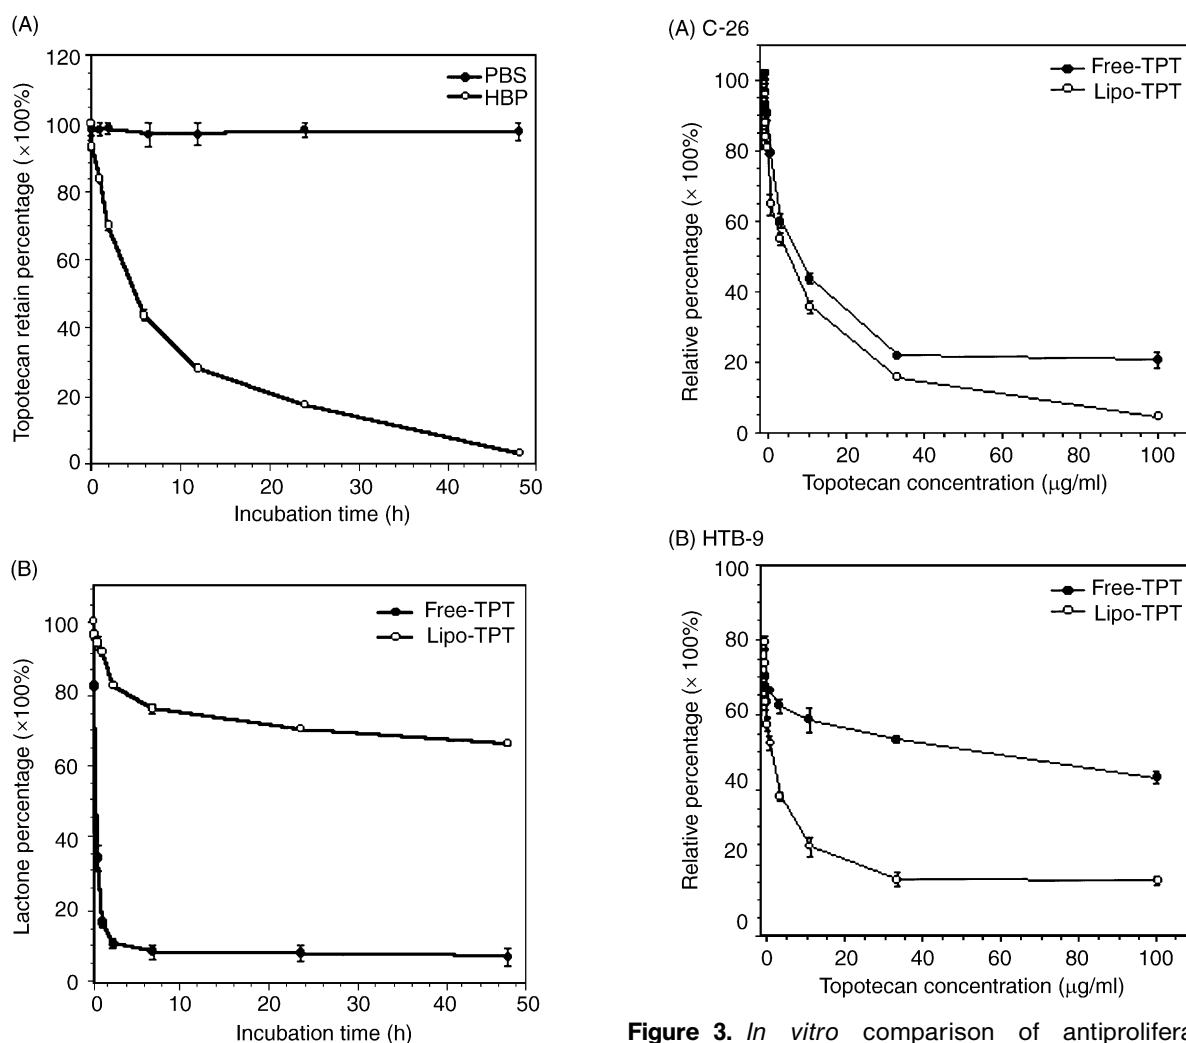 (A)
120
100
80
60
40
20
0
Topotecan retain percentage (×100%)
PBS
HBP
0 10 20 30 40 50
Incubation time (h)
(B)
100
80
60
40
20
0
Lactone percentage (×100%)
Free-TPT
Lipo-TPT
0 10 20 30 40 50
Incubation time (h)
(A) C-26
100
80
60
40
20
0
Relative percentage (× 100%)
Free-TPT
Lipo-TPT
0 20 40 60 80 100
Topotecan concentration (μg/ml)
(B) HTB-9
100
80
60
40
20
0
Relative percentage (× 100%)
Free-TPT
Lipo-TPT
0 20 40 60 80 100
Topotecan concentration (μg/ml)
Figure 3. In vitro comparison of antiprolifera